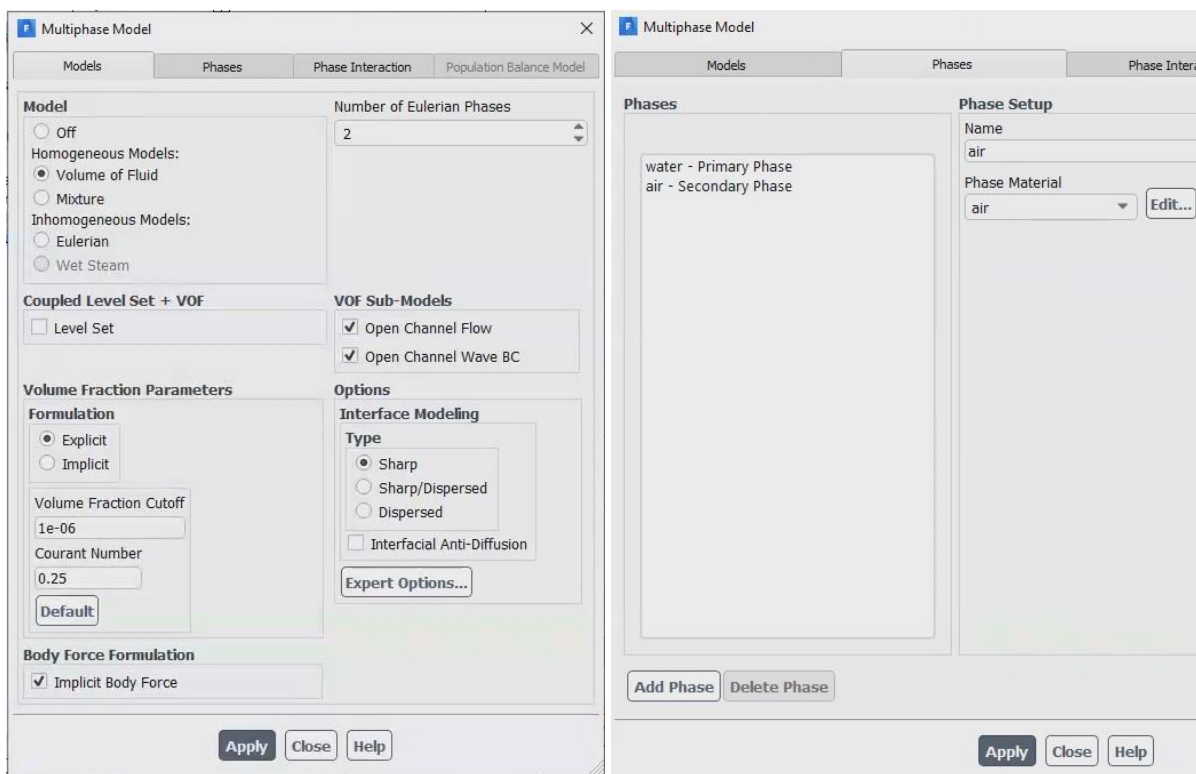 Multiphase Model
Models Phases Phase Interaction Population Balance Model
Model
Off
Homogeneous Models:
Volume of Fluid
Mixture
Inhomogeneous Models:
Eulerian
Wet Steam
Number of Eulerian Phases
2
Coupled Level Set + VOF
Level Set
VOF Sub-Models
Open Channel Flow
Open Channel Wave BC
Volume Fraction Parameters
Formulation
Explicit
Implicit
Volume Fraction Cutoff
1e-06
Courant Number
0.25
Default
Options
Interface Modeling
Type
Sharp
Sharp/Dispersed
Dispersed
Interfacial Anti-Diffusion
Expert Options...
Body Force Formulation
Implicit Body Force
Apply Close Help
Multiphase Model
Models Phases Phase Intera
Phases
water - Primary Phase
air - Secondary Phase
Phase Setup
Name
air
Phase Material
air Edit...
Add Phase Delete Phase
Apply Close Help